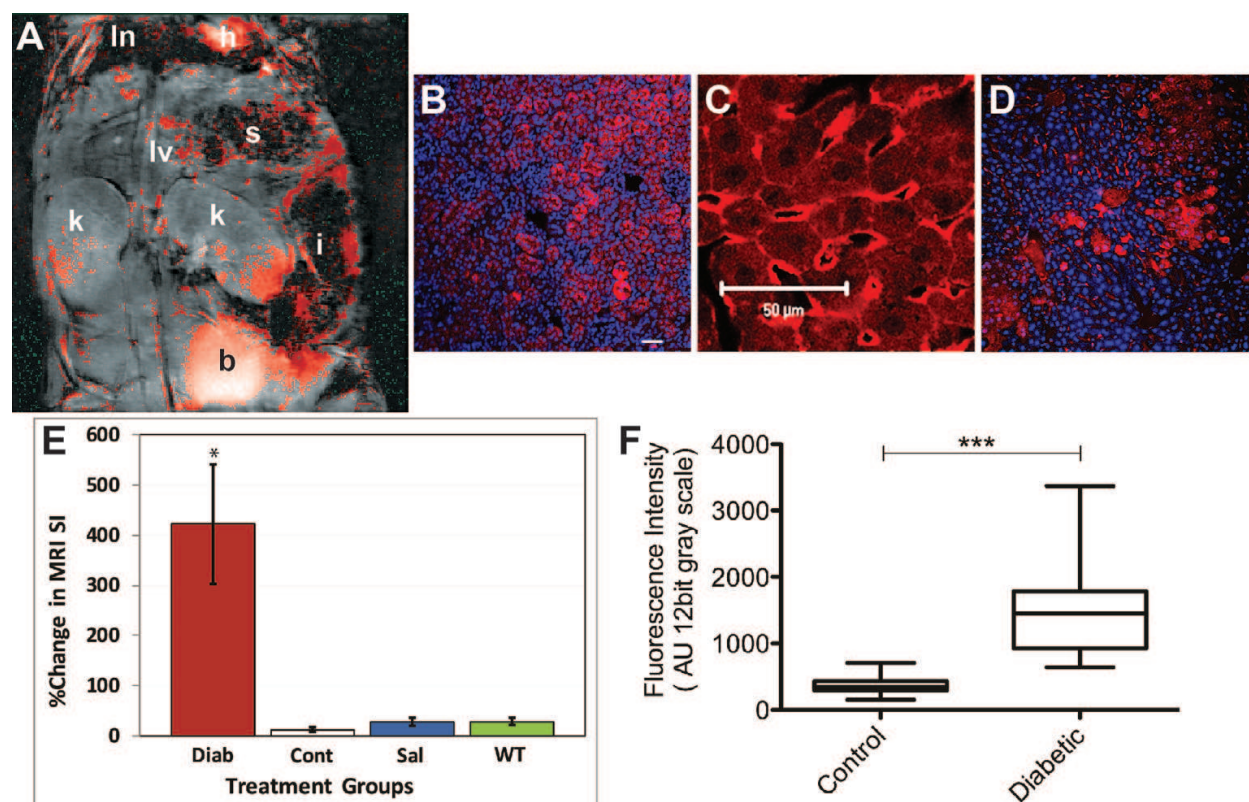 A
ln
h
s
lv
k
k
i
b
B
C
50 µm
D
E
%Change in MRI SI
600
500
400
300
200
100
0
*
Diab Cont Sal WT
Treatment Groups
F
Fluorescence Intensity
( AU 12bit gray scale)
4000
3000
2000
1000
0
***
Control
Diabetic